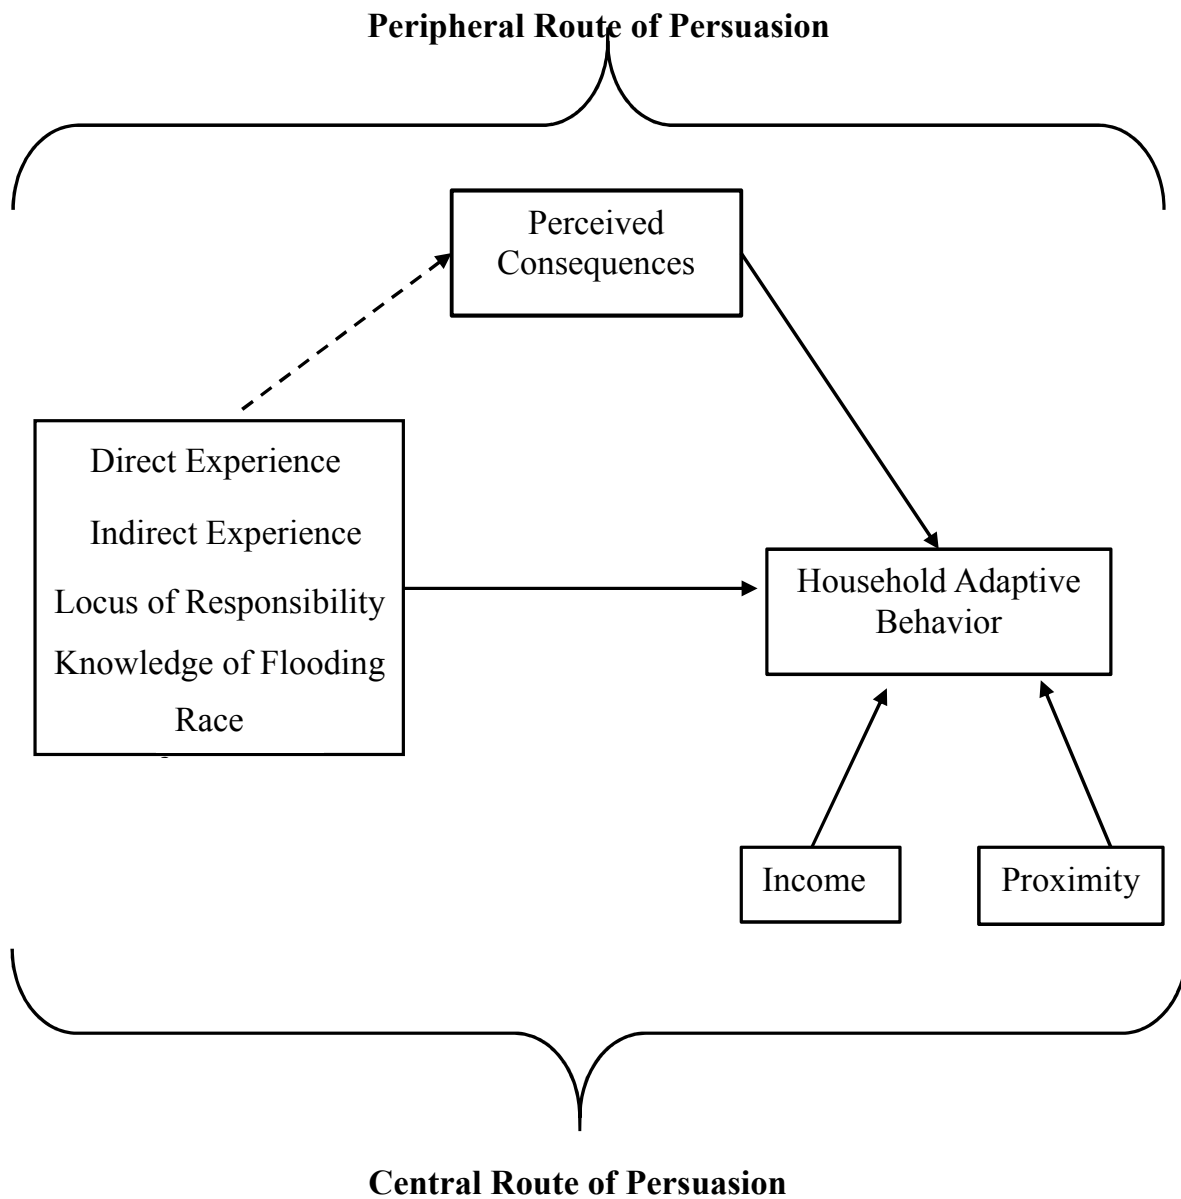 Peripheral Route of Persuasion
Perceived
Consequences
Direct Experience
Indirect Experience
Locus of Responsibility
Knowledge of Flooding
Race
Household Adaptive
Behavior
Income
Proximity
Central Route of Persuasion